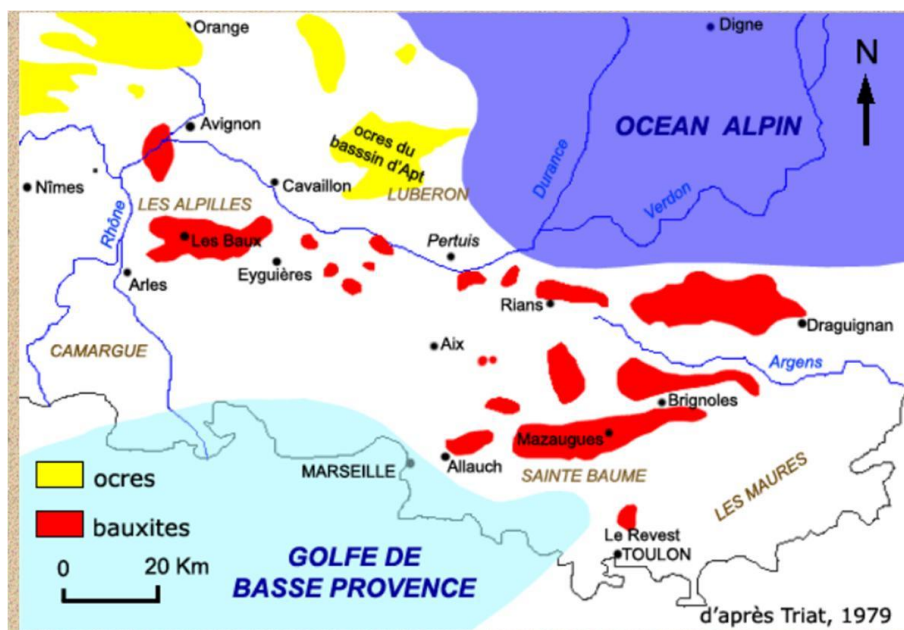 Orange
Digne
N
Avignon
OCEAN ALPIN
ocres du
basssin d'Apt
Nîmes
Cavaillon
LUBERON
Durance
Verdon
LES ALPILLES
Rhône
Les Baux
Pertuis
Eyguières
Arles
Rians
Draguignan
CAMARGUE
Aix
Argens
Brignoles
Mazaugues
MARSEILLE
Allauch
SAINTE BAUME
LES MAURES
ocres
bauxites
Le Revest
TOULON
0 20 Km
GOLFE DE
BASSE PROVENCE
d'après Triat, 1979